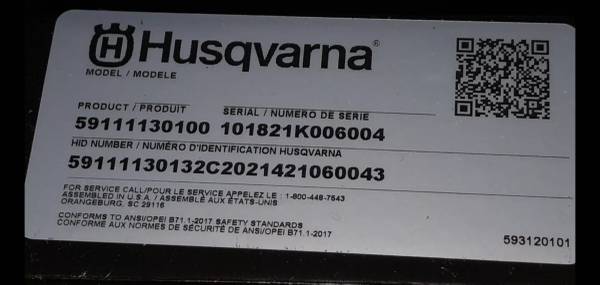 Husqvarna®
MODEL / MODELE
PRODUCT / PRODUIT SERIAL / NUMERO DE SERIE
59111130100 101821K006004
HID NUMBER / NUMÉRO D'IDENTIFICATION HUSQVARNA
59111130132C2021421060043
FOR SERVICE CALL/POUR LE SERVICE APPELEZ LE : 1-800-448-7543
ASSEMBLED IN U.S.A. / ASSEMBLÉ AUX ÉTATS-UNIS
ORANGEBURG, SC 29116
CONFORMS TO ANSI/OPEI B71.1-2017 SAFETY STANDARDS
CONFORME AUX NORMES DE SÉCURITÉ DE ANSI/OPEI B71.1-2017
593120101